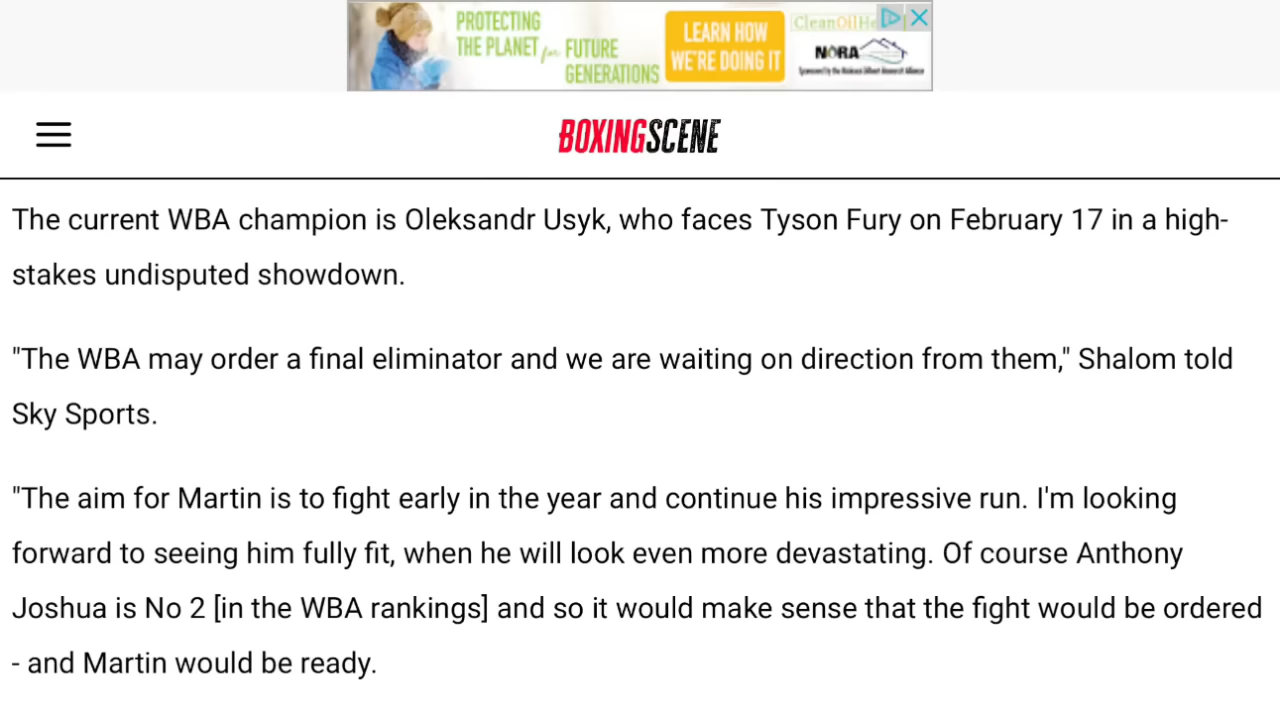 PROTECTING
THE PLANET for FUTURE
GENERATIONS
LEARN HOW
WE'RE DOING IT
CleanOilHe
NORA
BOXINGSCENE
The current WBA champion is Oleksandr Usyk, who faces Tyson Fury on February 17 in a high-
stakes undisputed showdown.
"The WBA may order a final eliminator and we are waiting on direction from them," Shalom told
Sky Sports.
"The aim for Martin is to fight early in the year and continue his impressive run. I'm looking
forward to seeing him fully fit, when he will look even more devastating. Of course Anthony
Joshua is No 2 [in the WBA rankings] and so it would make sense that the fight would be ordered
- and Martin would be ready.